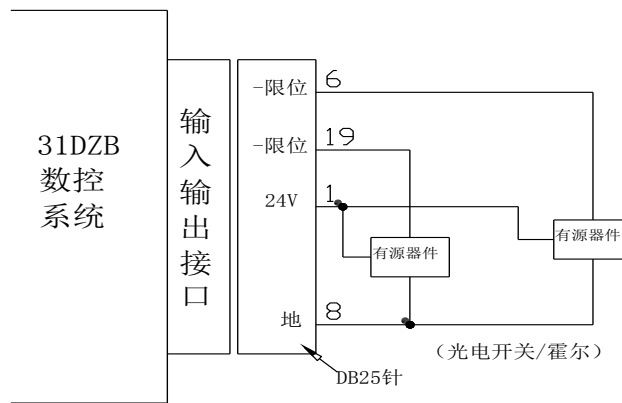 31DZB
数控
系统
输入输出接口
-限位 6
-限位 19
24V 1
地 8
有源器件
有源器件
(光电开关/霍尔)
DB25针